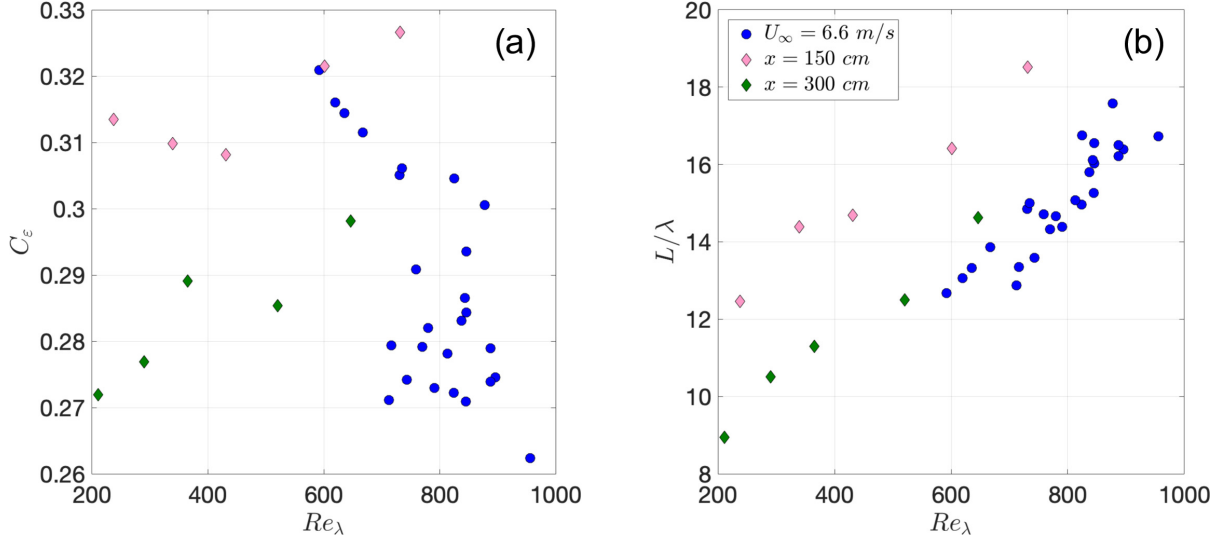 0.33
0.32
0.31
0.3
0.29
0.28
0.27
0.26
C_ε
(a)
200
400
600
800
1000
Re_λ
20
18
16
14
12
10
8
L/λ
U_∞ = 6.6 m/s
x = 150 cm
x = 300 cm
(b)
200
400
600
800
1000
Re_λ